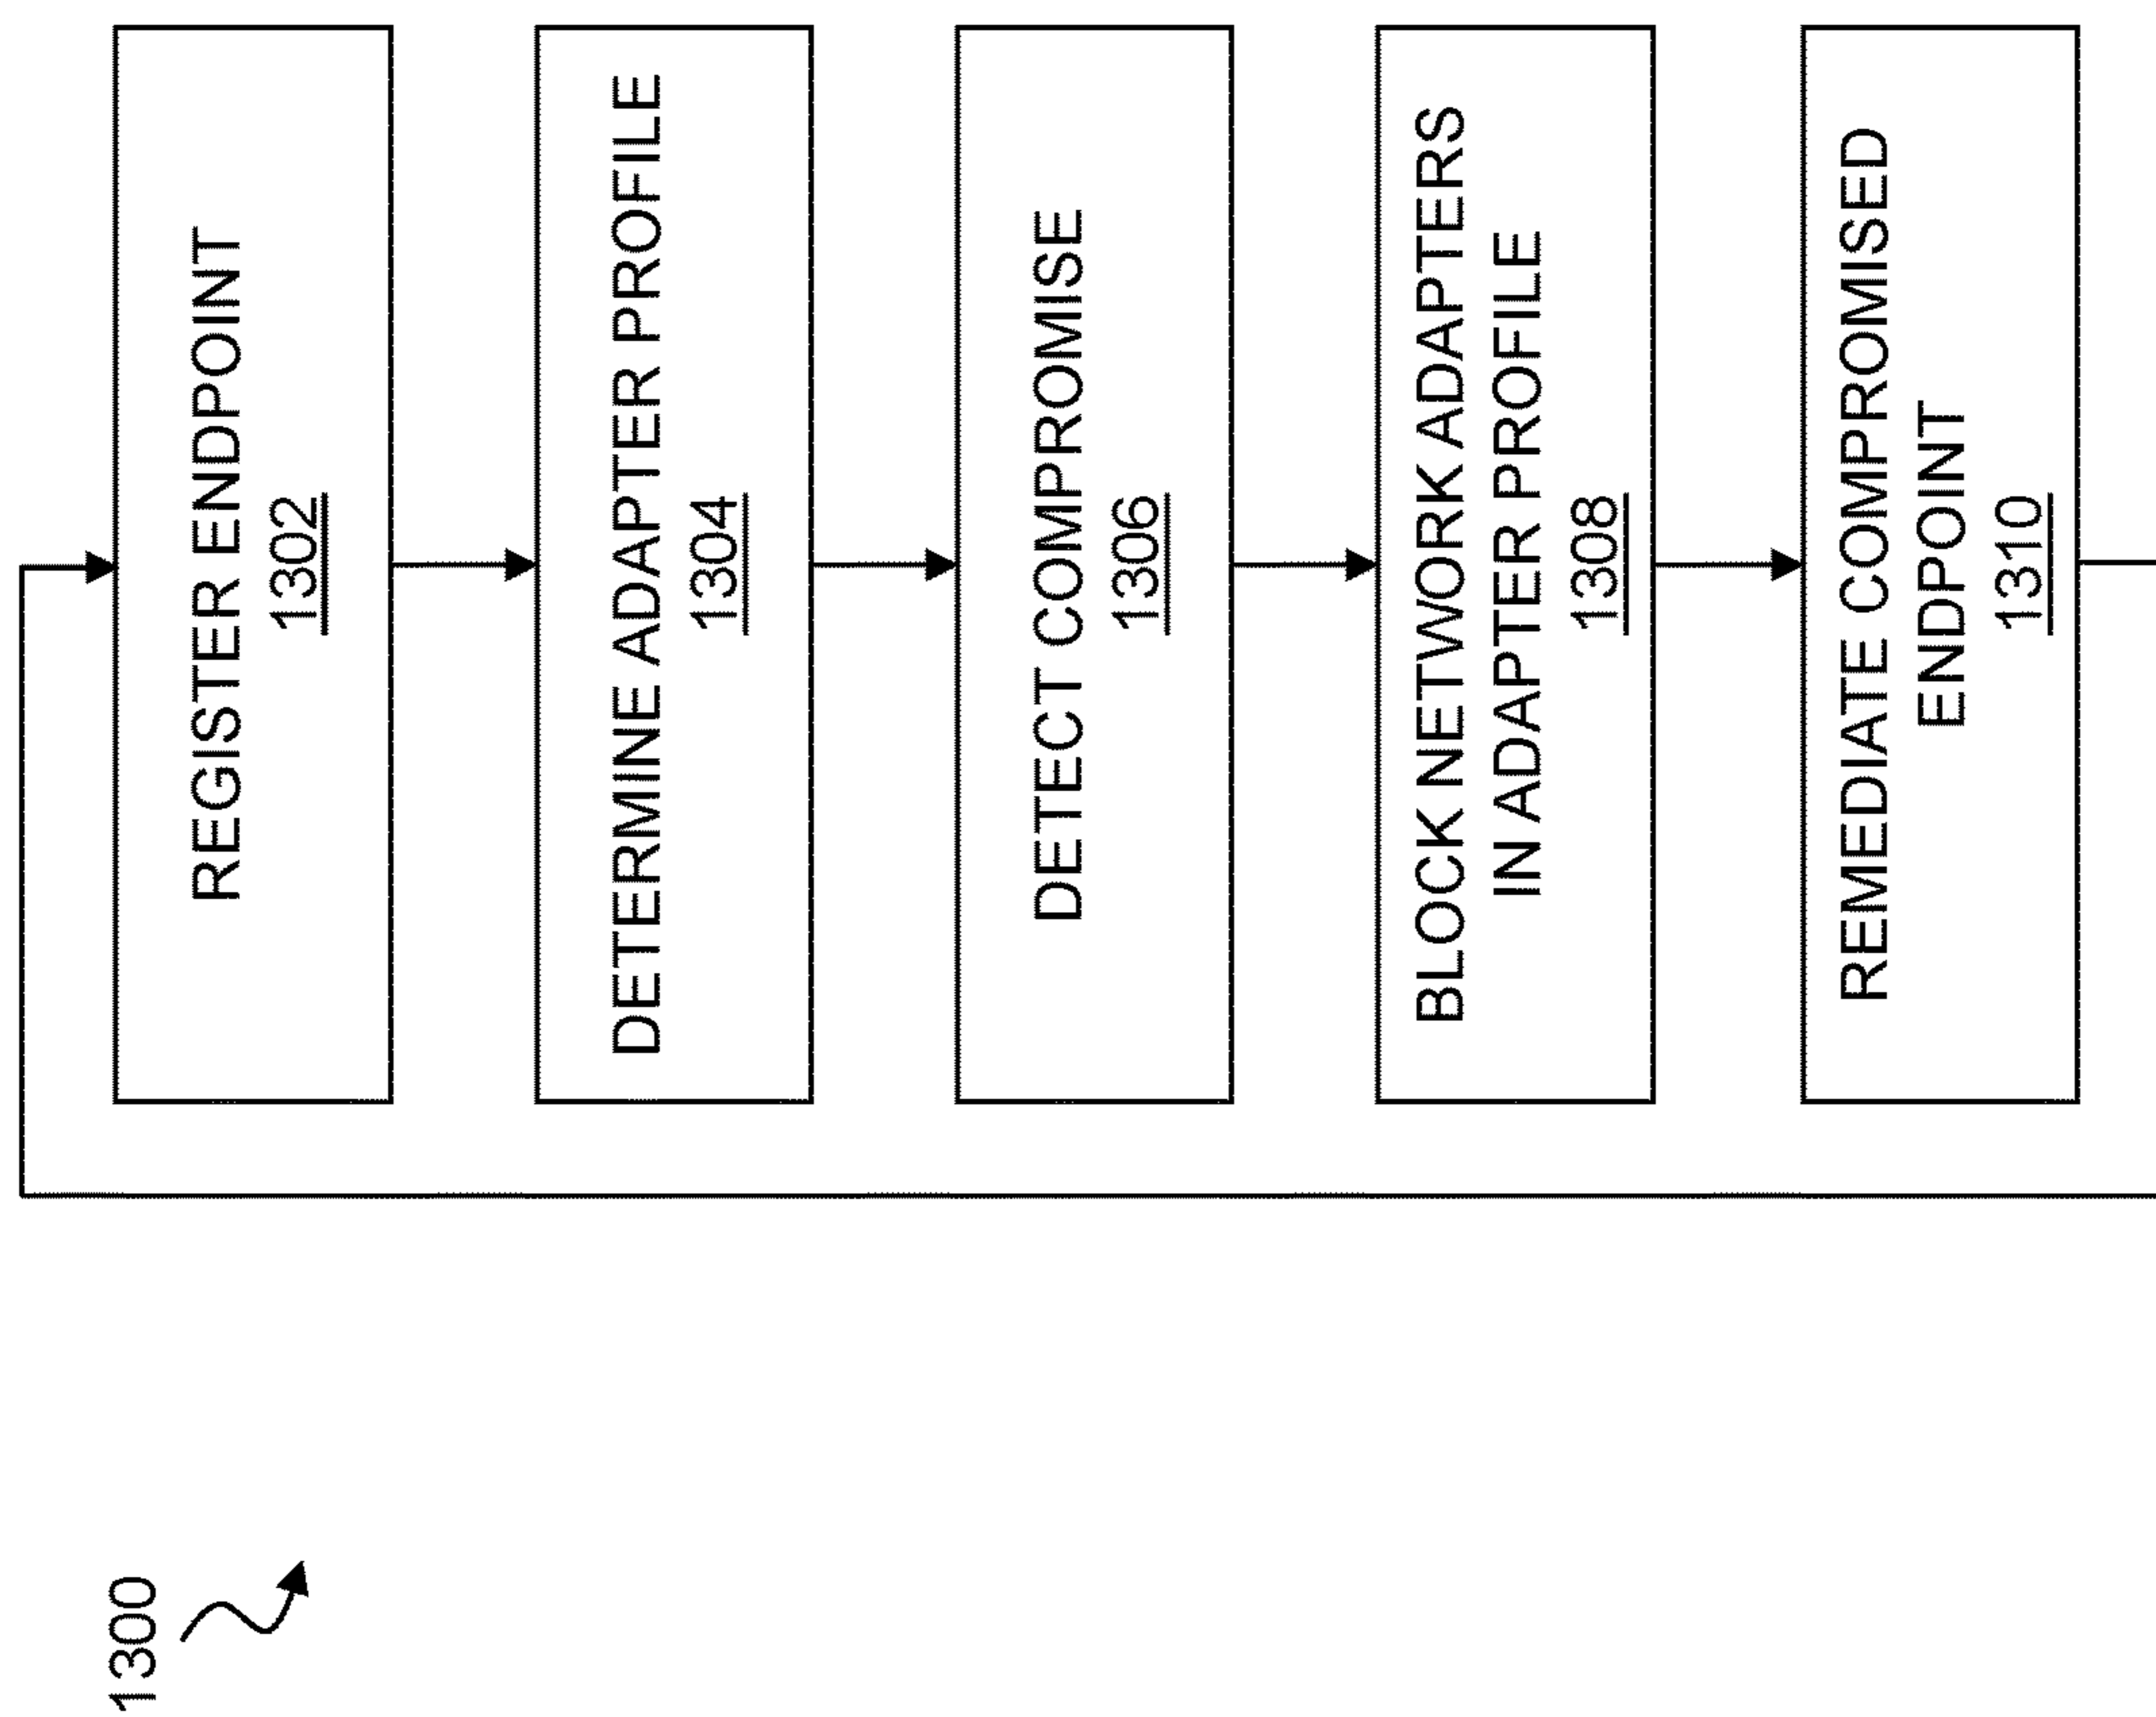 1300
REGISTER ENDPOINT
1302
DETERMINE ADAPTER PROFILE
1304
DETECT COMPROMISE
1306
BLOCK NETWORK ADAPTERS
IN ADAPTER PROFILE
1308
REMEDIATE COMPROMISED
ENDPOINT
1310